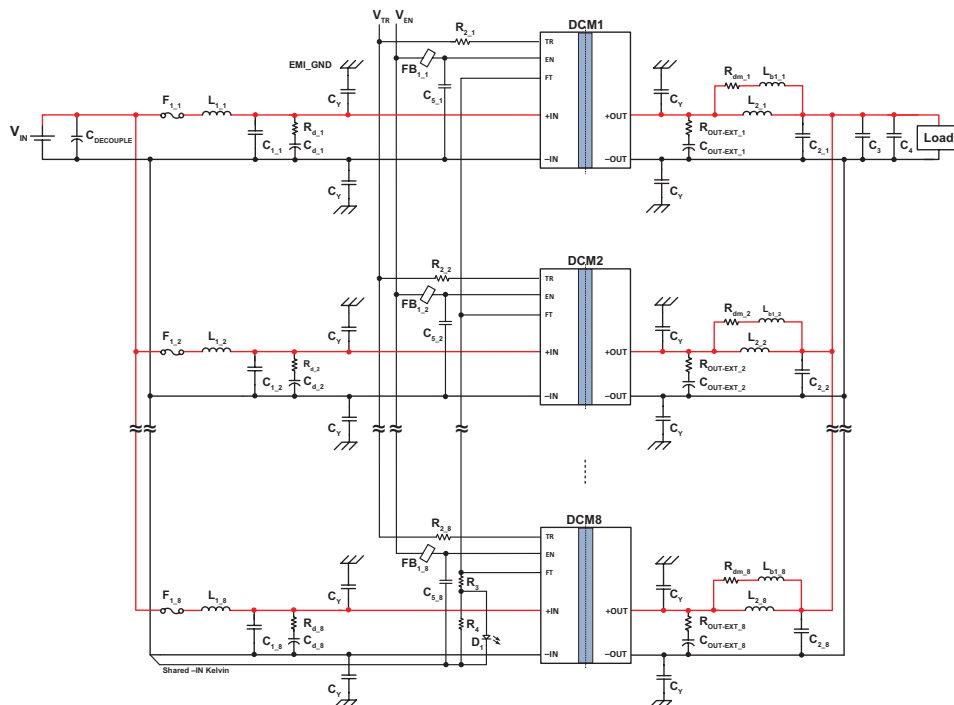 V_TR V_EN
R_2_1
DCM1
TR
EN
FT
+IN
–IN
+OUT
–OUT
EMI_GND
FB_1_1
C_5_1
C_Y
C_Y
C_Y
C_Y
F_1_1
L_1_1
V_IN
C_DECOUPLE
C_1_1
R_d_1
C_d_1
R_dm_1
L_b1_1
L_2_1
R_OUT-EXT_1
C_OUT-EXT_1
C_2_1
C_3
C_4
Load
R_2_2
DCM2
TR
EN
FT
+IN
–IN
+OUT
–OUT
FB_1_2
C_5_2
C_Y
C_Y
C_Y
C_Y
F_1_2
L_1_2
C_1_2
R_d_2
C_d_2
R_dm_2
L_b1_2
L_2_2
R_OUT-EXT_2
C_OUT-EXT_2
C_2_2
R_2_8
DCM8
TR
EN
FT
+IN
–IN
+OUT
–OUT
FB_1_8
C_5_8
R_3
R_4
D_1
C_Y
C_Y
C_Y
C_Y
F_1_8
L_1_8
C_1_8
R_d_8
C_d_8
R_dm_8
L_b1_8
L_2_8
R_OUT-EXT_8
C_OUT-EXT_8
C_2_8
Shared –IN Kelvin